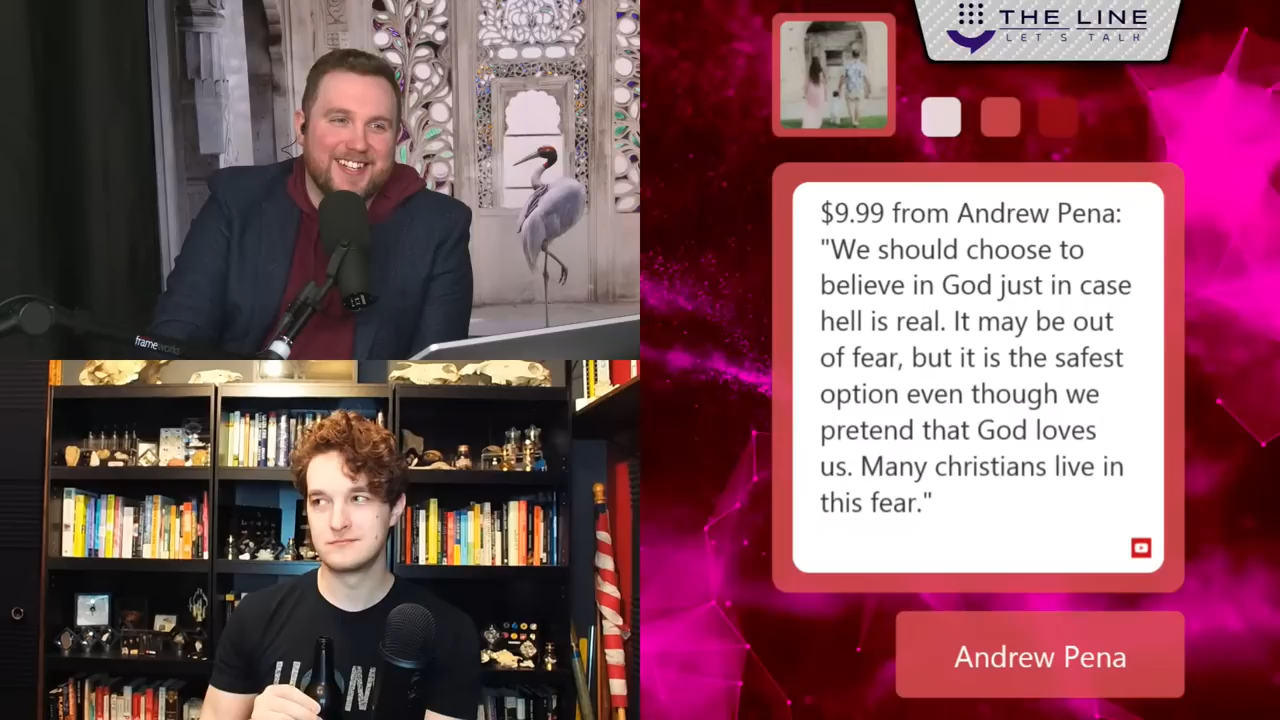 THE LINE
LET'S TALK
$9.99 from Andrew Pena:
"We should choose to
believe in God just in case
hell is real. It may be out
of fear, but it is the safest
option even though we
pretend that God loves
us. Many christians live in
this fear."
Andrew Pena
frameworks